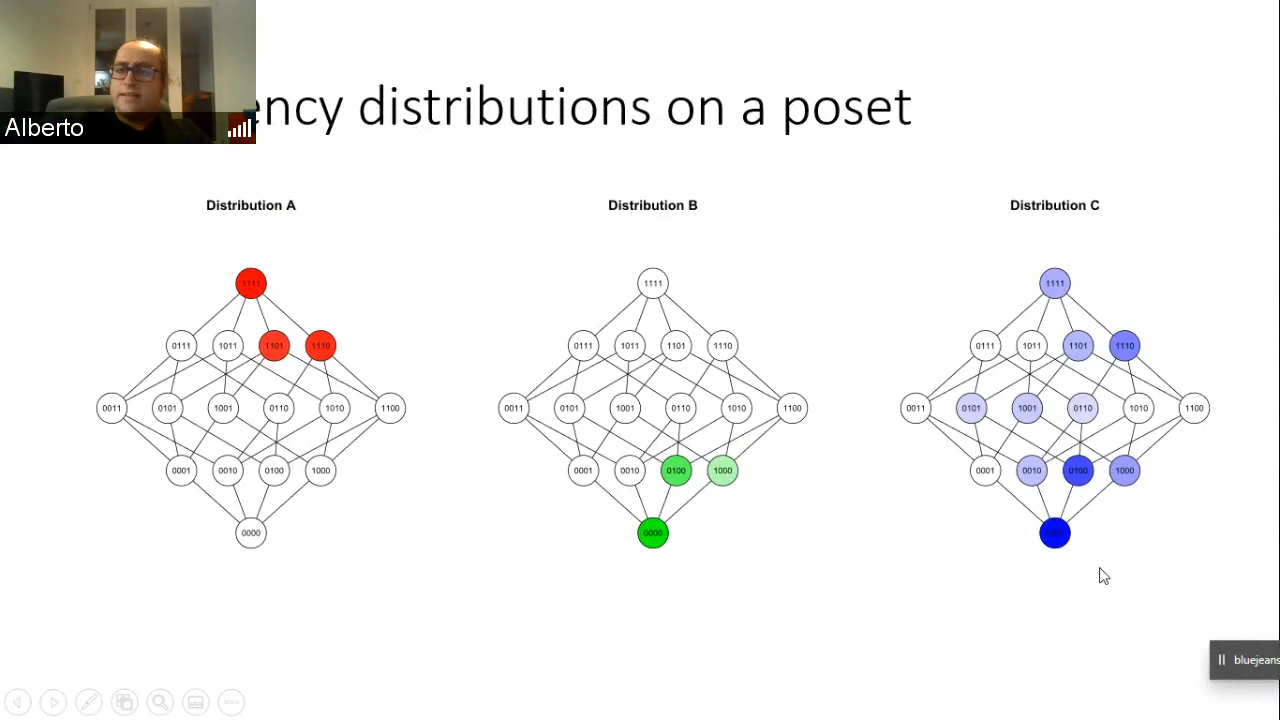 Alberto
ency distributions on a poset
Distribution A
Distribution B
Distribution C
1111
1111
1111
0111 1011 1101 1110
0111 1011 1101 1110
0111 1011 1101 1110
0011 0101 1001 0110 1010 1100
0011 0101 1001 0110 1010 1100
0011 0101 1001 0110 1010 1100
0001 0010 0100 1000
0001 0010 0100 1000
0001 0010 0100 1000
0000
0000
bluejeans